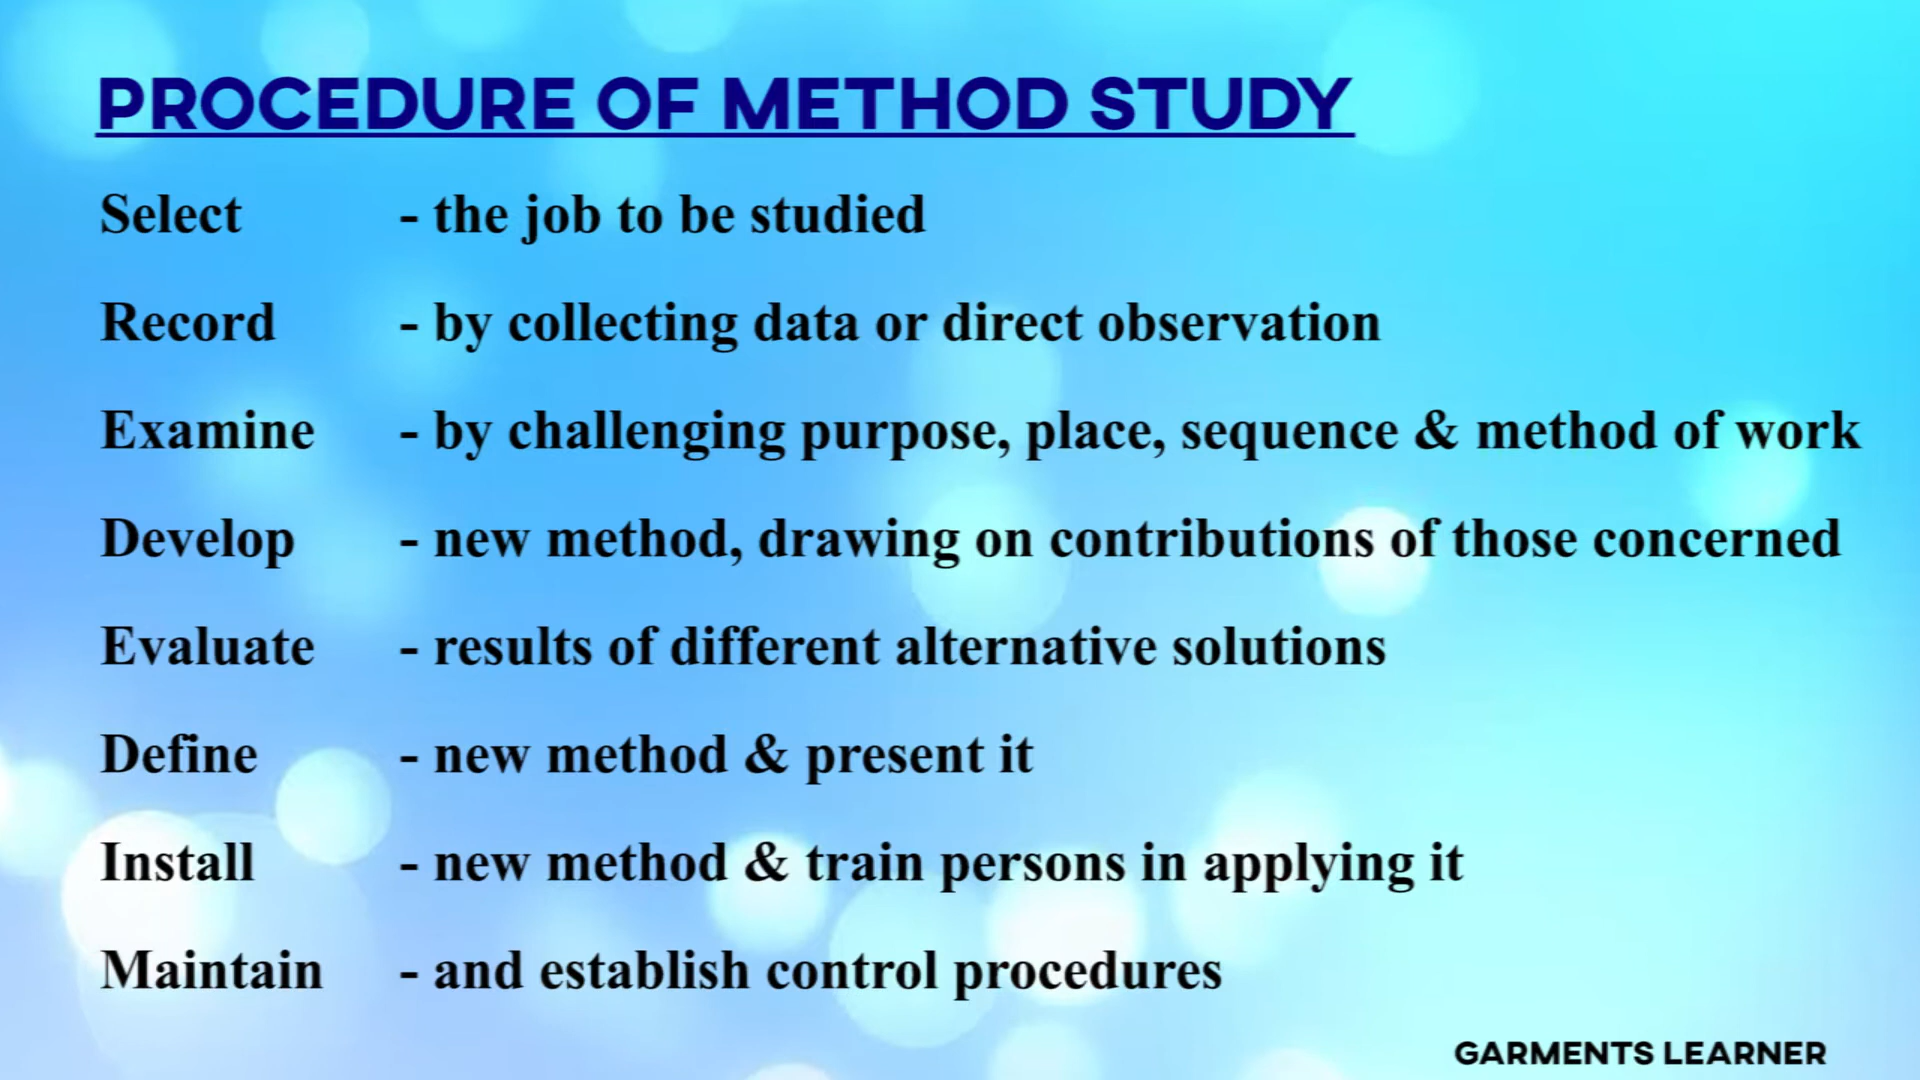 PROCEDURE OF METHOD STUDY
Select - the job to be studied
Record - by collecting data or direct observation
Examine - by challenging purpose, place, sequence & method of work
Develop - new method, drawing on contributions of those concerned
Evaluate - results of different alternative solutions
Define - new method & present it
Install - new method & train persons in applying it
Maintain - and establish control procedures
GARMENTS LEARNER